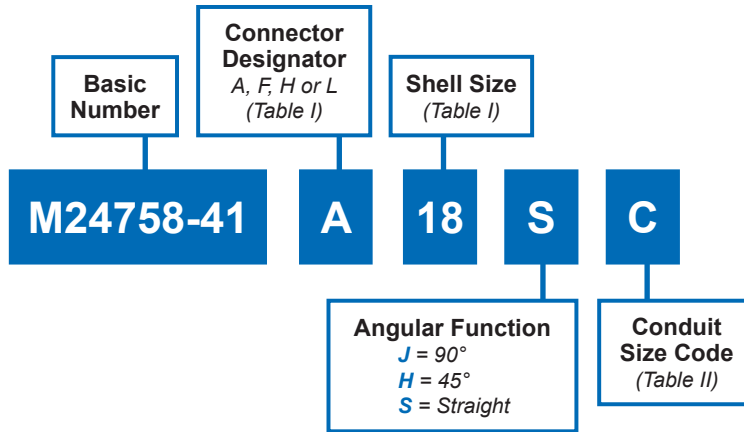 Basic
Number
Connector
Designator
A, F, H or L
(Table I)
Shell Size
(Table I)
M24758-41
A
18
S
C
Angular Function
J = 90°
H = 45°
S = Straight
Conduit
Size Code
(Table II)